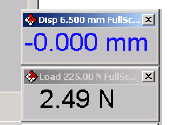 Disp 6.500 mm FullSc...
-0.000 mm
Load 225.00 N FullSc...
2.49 N